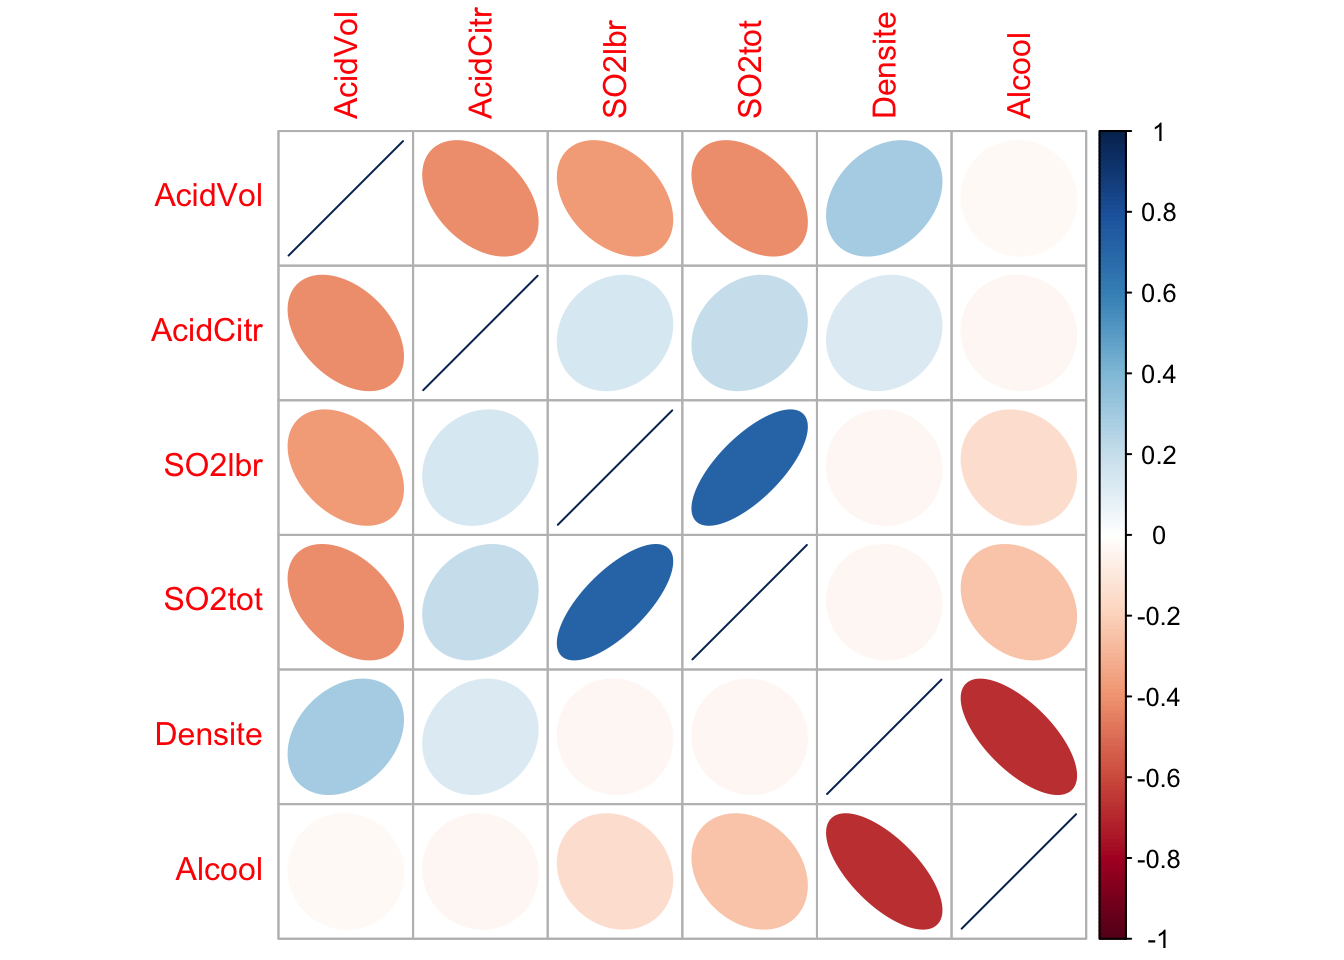 AcidVol
AcidCitr
SO2lbr
SO2tot
Densite
Alcool
AcidVol
AcidCitr
SO2lbr
SO2tot
Densite
Alcool
1
0.8
0.6
0.4
0.2
0
-0.2
-0.4
-0.6
-0.8
-1